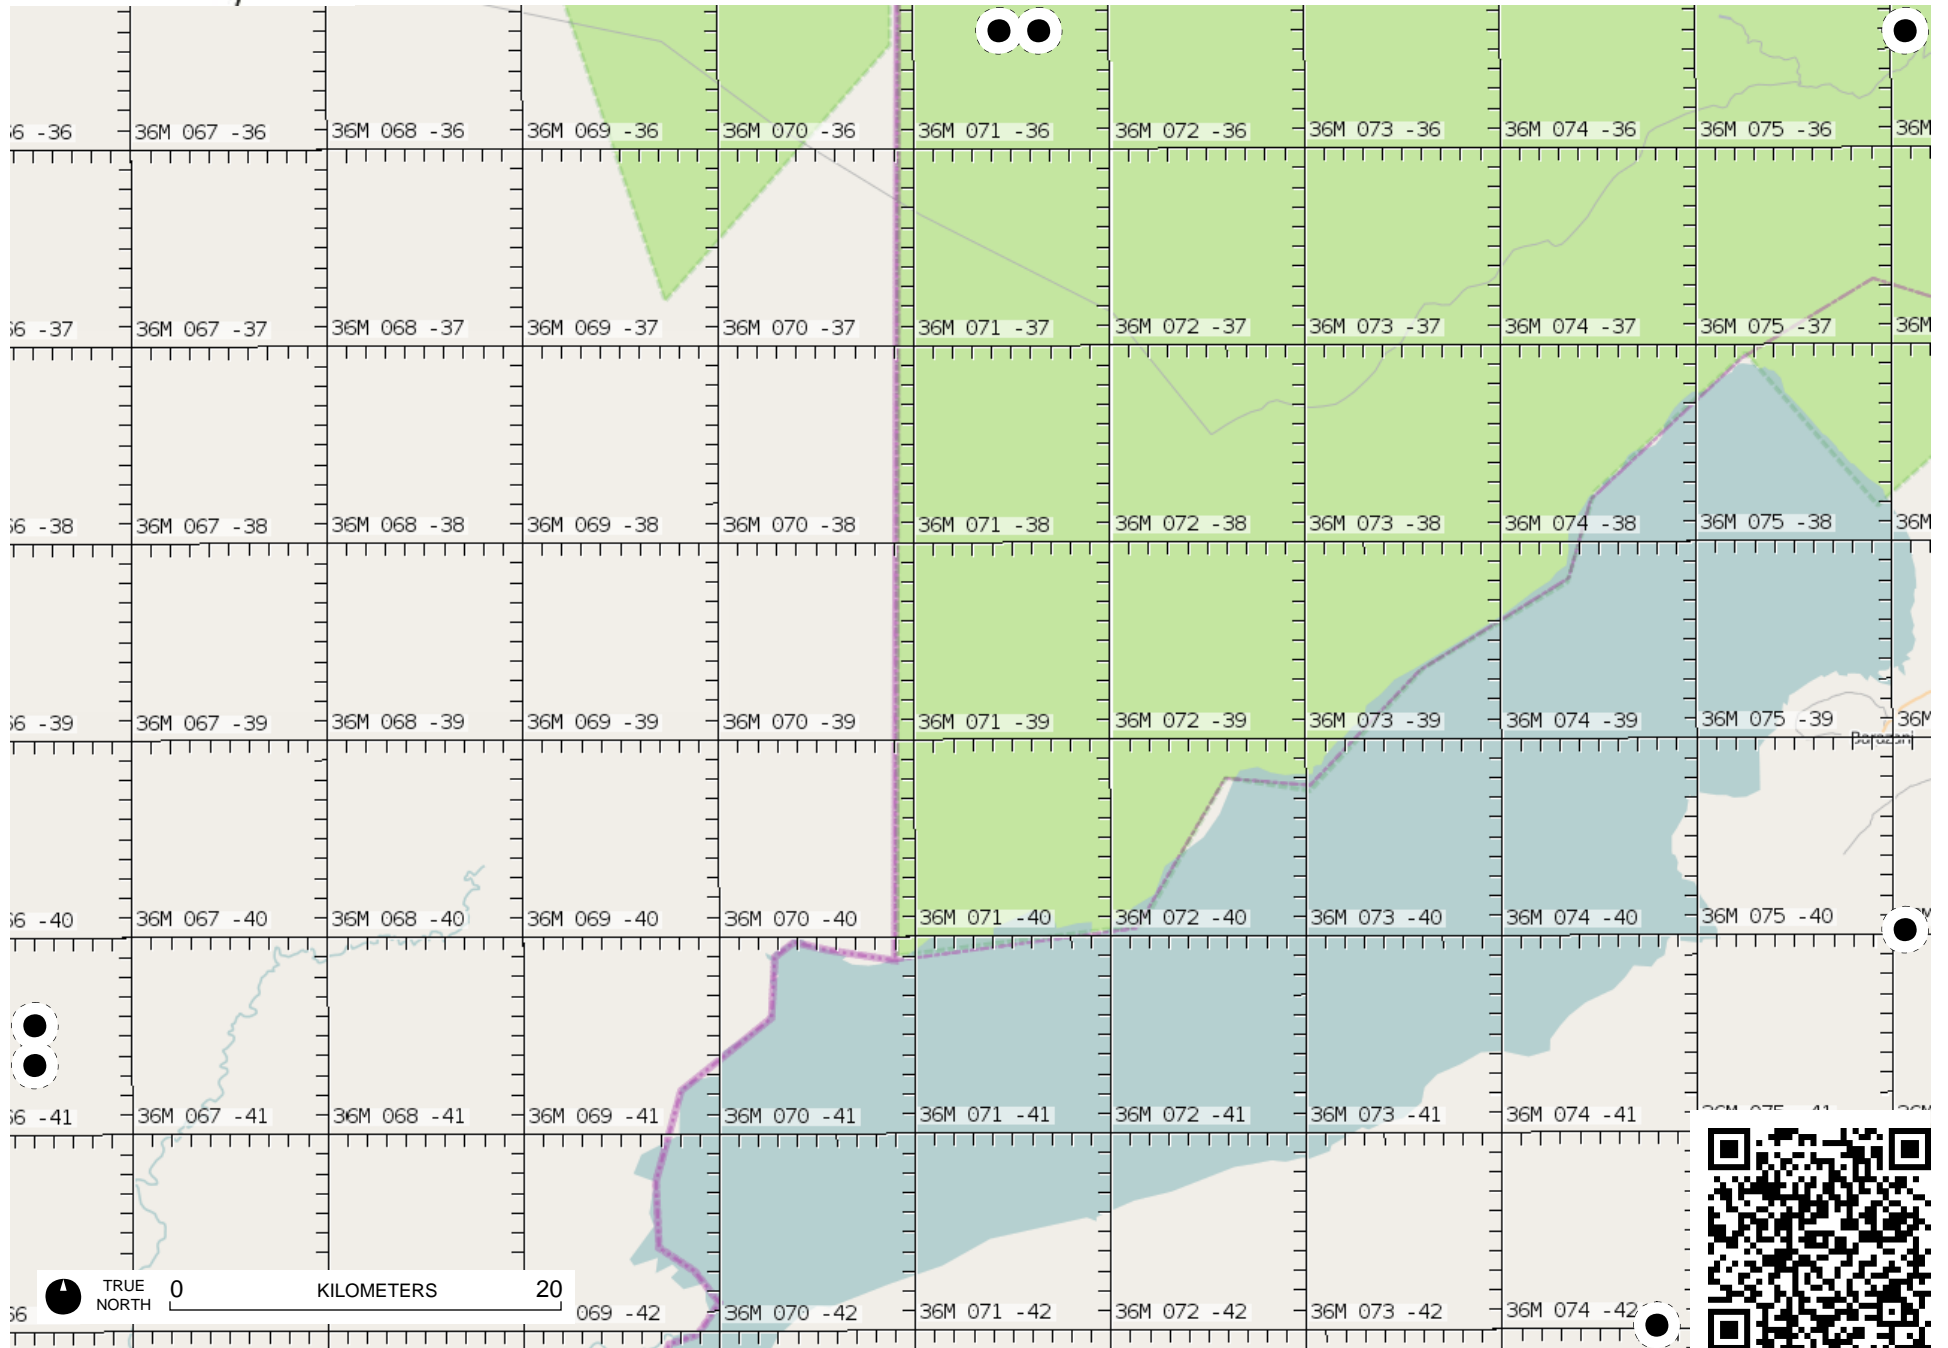 6 -36 36M 067 -36 36M 068 -36 36M 069 -36 36M 070 -36 36M 071 -36 36M 072 -36 36M 073 -36 36M 074 -36 36M 075 -36 36M
6 -37 36M 067 -37 36M 068 -37 36M 069 -37 36M 070 -37 36M 071 -37 36M 072 -37 36M 073 -37 36M 074 -37 36M 075 -37 36M
6 -38 36M 067 -38 36M 068 -38 36M 069 -38 36M 070 -38 36M 071 -38 36M 072 -38 36M 073 -38 36M 074 -38 36M 075 -38 36M
6 -39 36M 067 -39 36M 068 -39 36M 069 -39 36M 070 -39 36M 071 -39 36M 072 -39 36M 073 -39 36M 074 -39 36M 075 -39 36M
Barazani
6 -40 36M 067 -40 36M 068 -40 36M 069 -40 36M 070 -40 36M 071 -40 36M 072 -40 36M 073 -40 36M 074 -40 36M 075 -40
6 -41 36M 067 -41 36M 068 -41 36M 069 -41 36M 070 -41 36M 071 -41 36M 072 -41 36M 073 -41 36M 074 -41 36M 075 -41
66 069 -42 36M 070 -42 36M 071 -42 36M 072 -42 36M 073 -42 36M 074 -42
TRUE NORTH
0 KILOMETERS 20